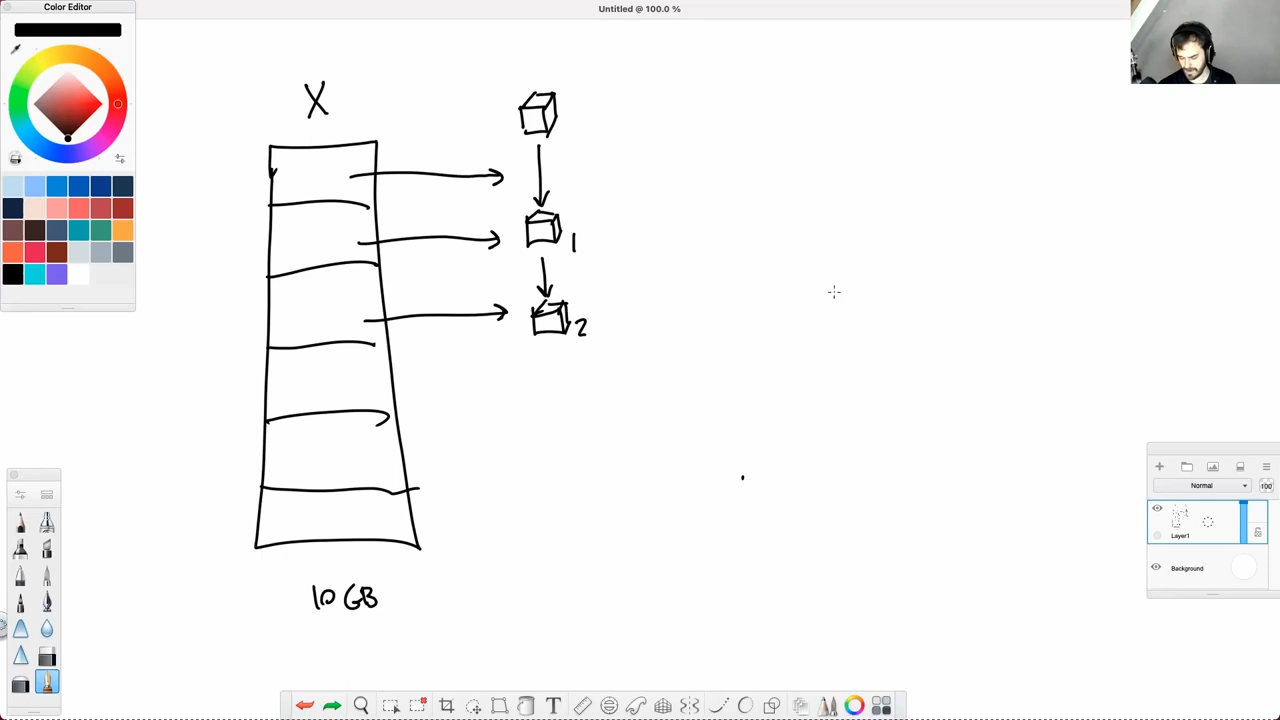 Color Editor
Untitled @ 100.0 %
X
1
2
10 GB
Normal
100
Layer1
Background
T